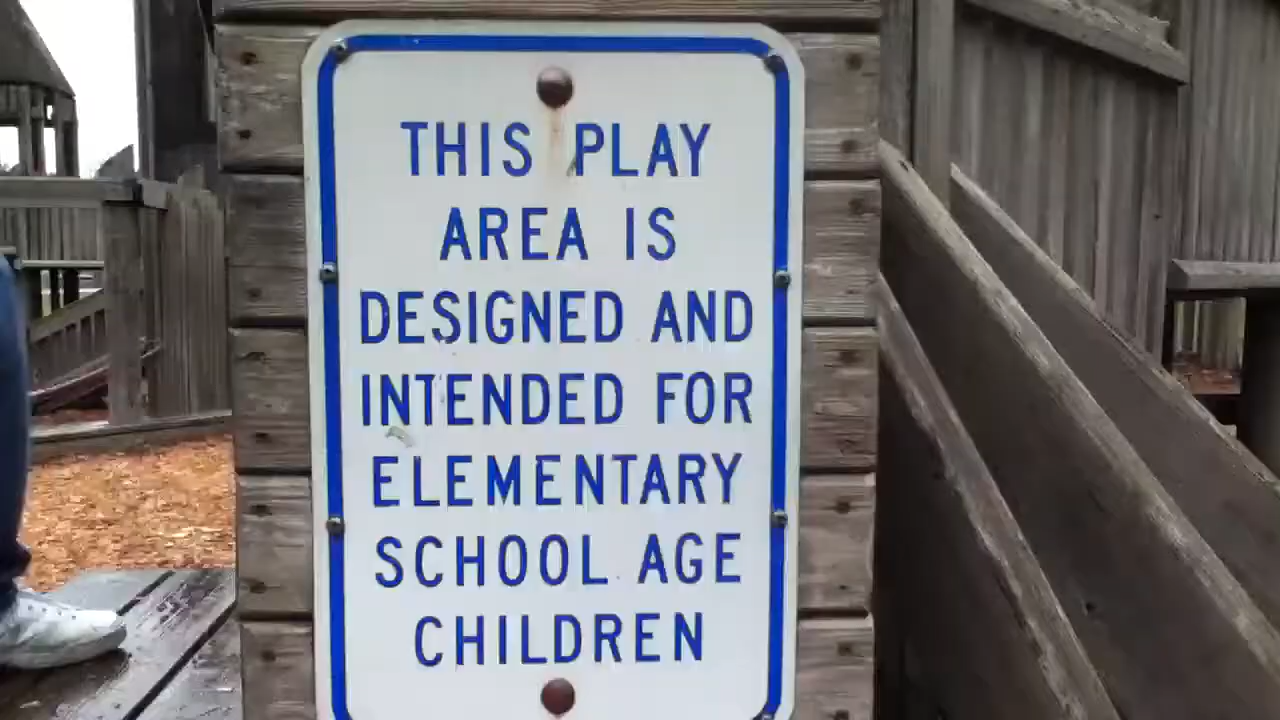 THIS PLAY
AREA IS
DESIGNED AND
INTENDED FOR
ELEMENTARY
SCHOOL AGE
CHILDREN